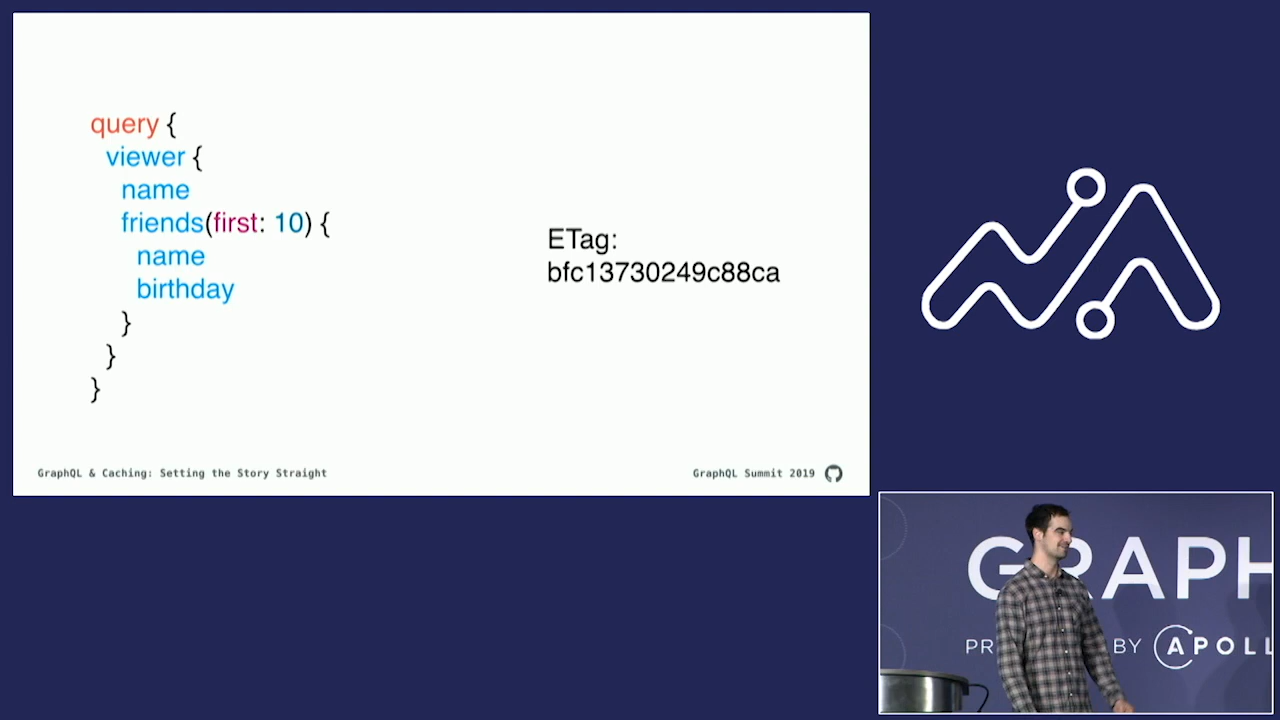 query {
viewer {
name
friends(first: 10) {
name
birthday
}
}
}
ETag:
bfc13730249c88ca
GraphQL & Caching: Setting the Story Straight
GraphQL Summit 2019
GRAPH
PR BY APOLL